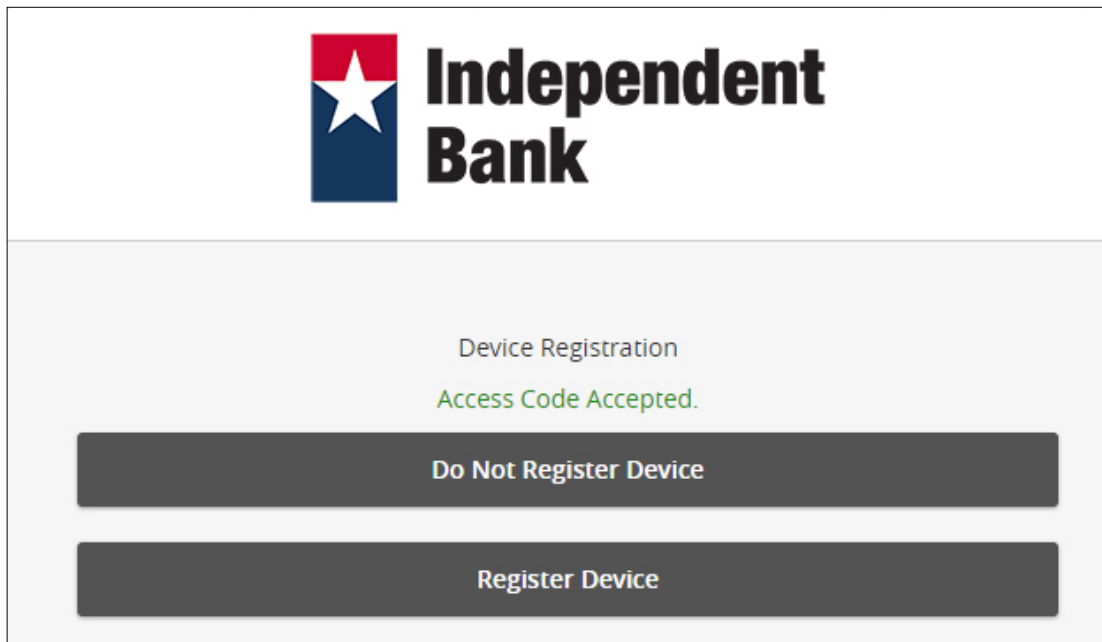 Independent
Bank
Device Registration
Access Code Accepted.
Do Not Register Device
Register Device